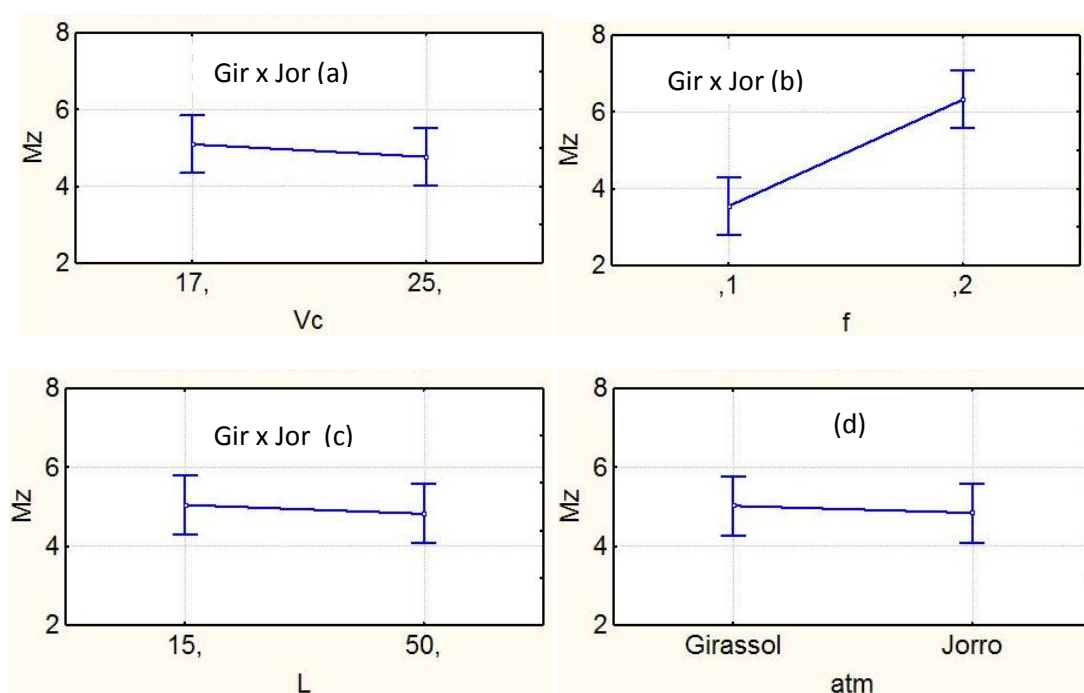 8
Gir x Jor (a)
6
Mz
4
2
17,
25,
Vc
8
Gir x Jor (b)
6
Mz
4
2
,1
,2
f
8
Gir x Jor (c)
6
Mz
4
2
15,
50,
L
8
(d)
6
Mz
4
2
Girassol
Jorro
atm